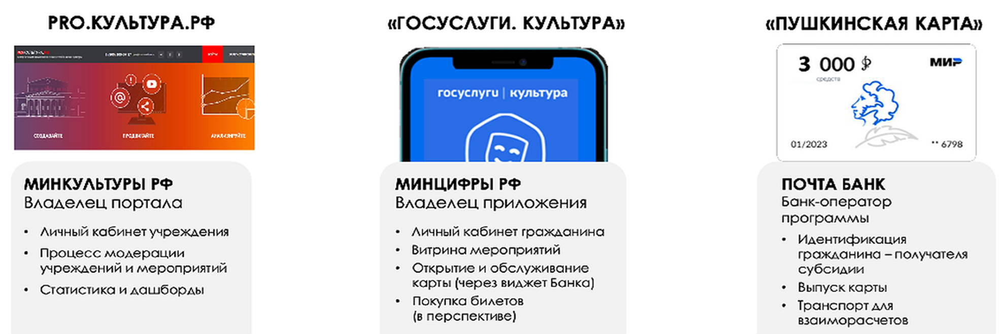 PRO.КУЛЬТУРА.РФ
СОЗДАВАЙТЕ
ПРОДВИГАЙТЕ
АНАЛИЗИРУЙТЕ
МИНКУЛЬТУРЫ РФ
Владелец портала
• Личный кабинет учреждения
• Процесс модерации
учреждений и мероприятий
• Статистика и дашборды
«ГОСУСЛУГИ. КУЛЬТУРА»
госуслуги | культура
МИНЦИФРЫ РФ
Владелец приложения
• Личный кабинет гражданина
• Витрина мероприятий
• Открытие и обслуживание
карты (через виджет Банка)
• Покупка билетов
(в перспективе)
«ПУШКИНСКАЯ КАРТА»
3 000 ₽
средств
МИР
01/2023
** 6798
ПОЧТА БАНК
Банк-оператор
программы
• Идентификация
гражданина – получателя
субсидии
• Выпуск карты
• Транспорт для
взаиморасчетов